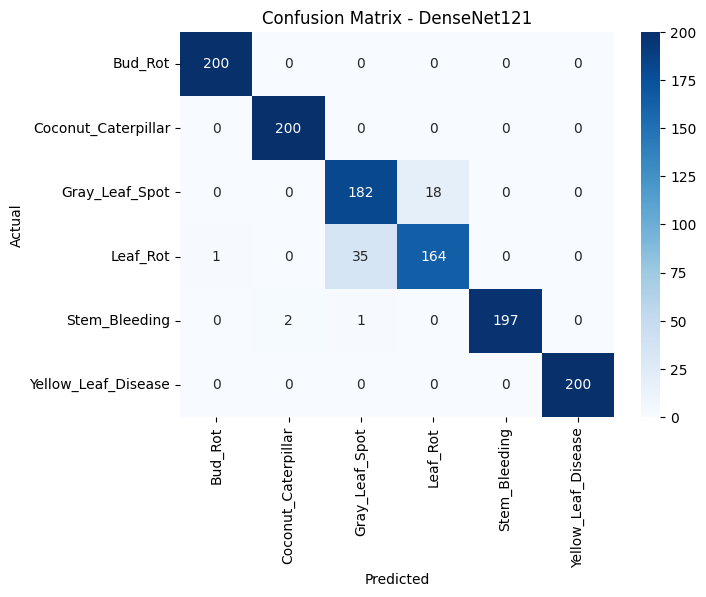 Confusion Matrix - DenseNet121
Actual
Bud_Rot 200 0 0 0 0 0
Coconut_Caterpillar 0 200 0 0 0 0
Gray_Leaf_Spot 0 0 182 18 0 0
Leaf_Rot 1 0 35 164 0 0
Stem_Bleeding 0 2 1 0 197 0
Yellow_Leaf_Disease 0 0 0 0 0 200
Bud_Rot
Coconut_Caterpillar
Gray_Leaf_Spot
Leaf_Rot
Stem_Bleeding
Yellow_Leaf_Disease
Predicted
200
175
150
125
100
75
50
25
0